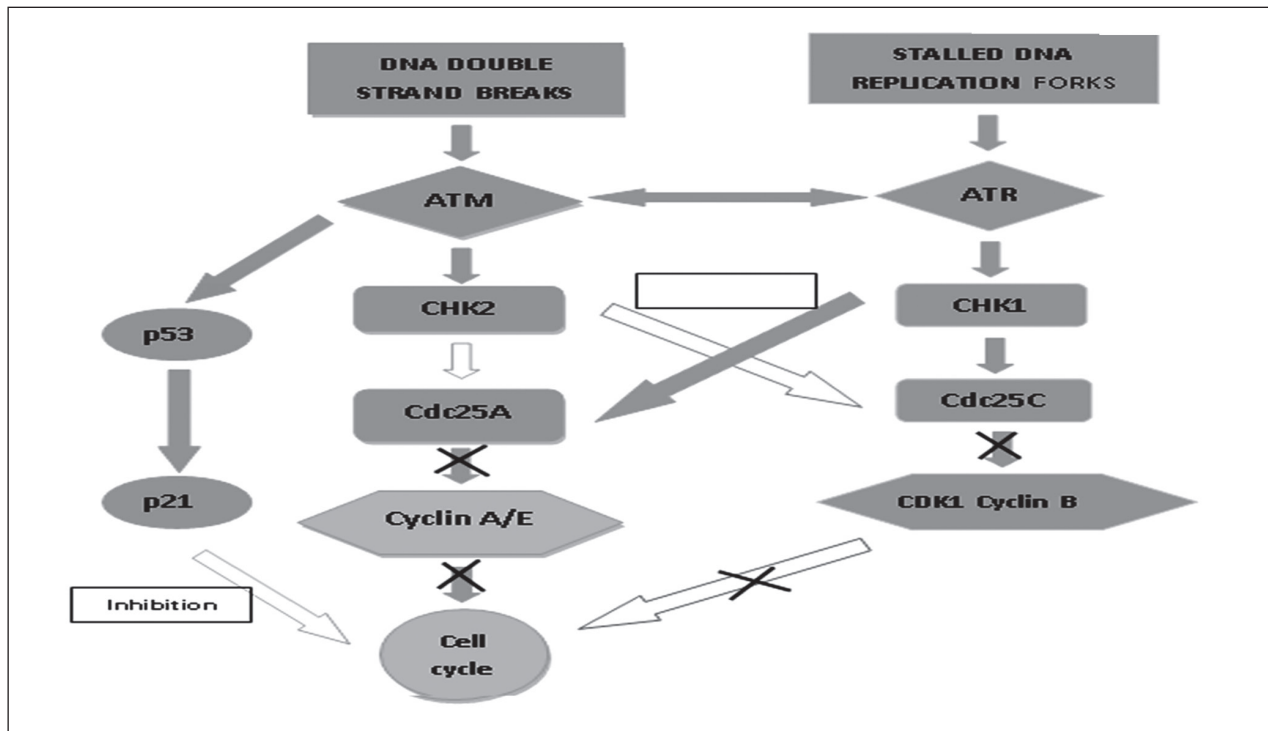 DNA DOUBLE
STRAND BREAKS
STALLED DNA
REPLICATION FORKS
ATM
ATR
CHK2
CHK1
p53
Cdc25A
Cdc25C
p21
Cyclin A/E
CDK1 Cyclin B
Inhibition
Cell
cycle